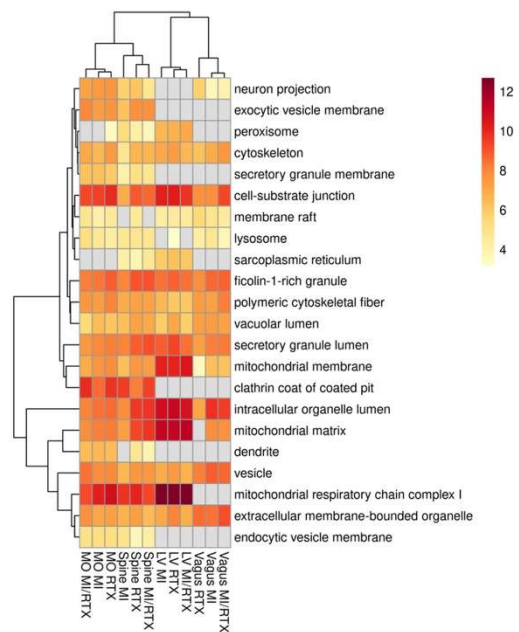 neuron projection
exocytic vesicle membrane
peroxisome
cytoskeleton
secretory granule membrane
cell-substrate junction
membrane raft
lysosome
sarcoplasmic reticulum
ficolin-1-rich granule
polymeric cytoskeletal fiber
vacuolar lumen
secretory granule lumen
mitochondrial membrane
clathrin coat of coated pit
intracellular organelle lumen
mitochondrial matrix
dendrite
vesicle
mitochondrial respiratory chain complex I
extracellular membrane-bounded organelle
endocytic vesicle membrane
MO MI/RTX
MO MI
MO RTX
Spine MI
Spine RTX
Spine MI/RTX
LV MI
LV RTX
LV MI/RTX
Vagus RTX
Vagus MI
Vagus MI/RTX
12
10
8
6
4